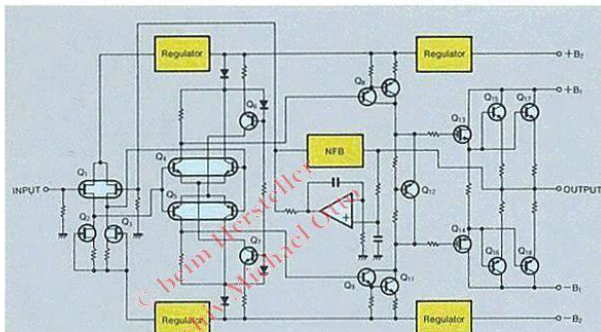 Regulator
Regulator
+B₂
+B₁
Q₈
Q₆
Q₁₃
Q₁₅
Q₁₇
Q₁
Q₄
NFB
INPUT
Q₅
Q₁₂
OUTPUT
Q₂
Q₃
Q₇
Q₁₄
Q₁₆
Q₁₈
Q₉
Q₁₁
−B₁
Regulator
Regulator
−B₂
© beim Hersteller
Michael Otto